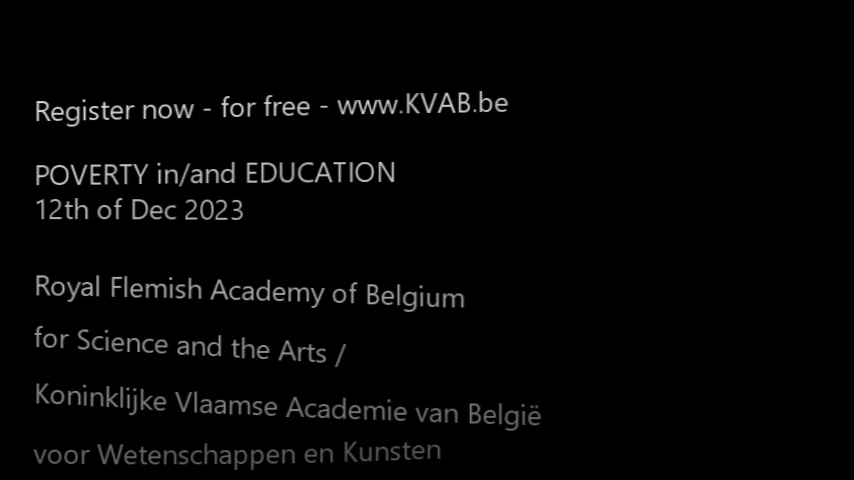 Register now - for free - www.KVAB.be
POVERTY in/and EDUCATION
12th of Dec 2023
Royal Flemish Academy of Belgium
for Science and the Arts /
Koninklijke Vlaamse Academie van België
voor Wetenschappen en Kunsten